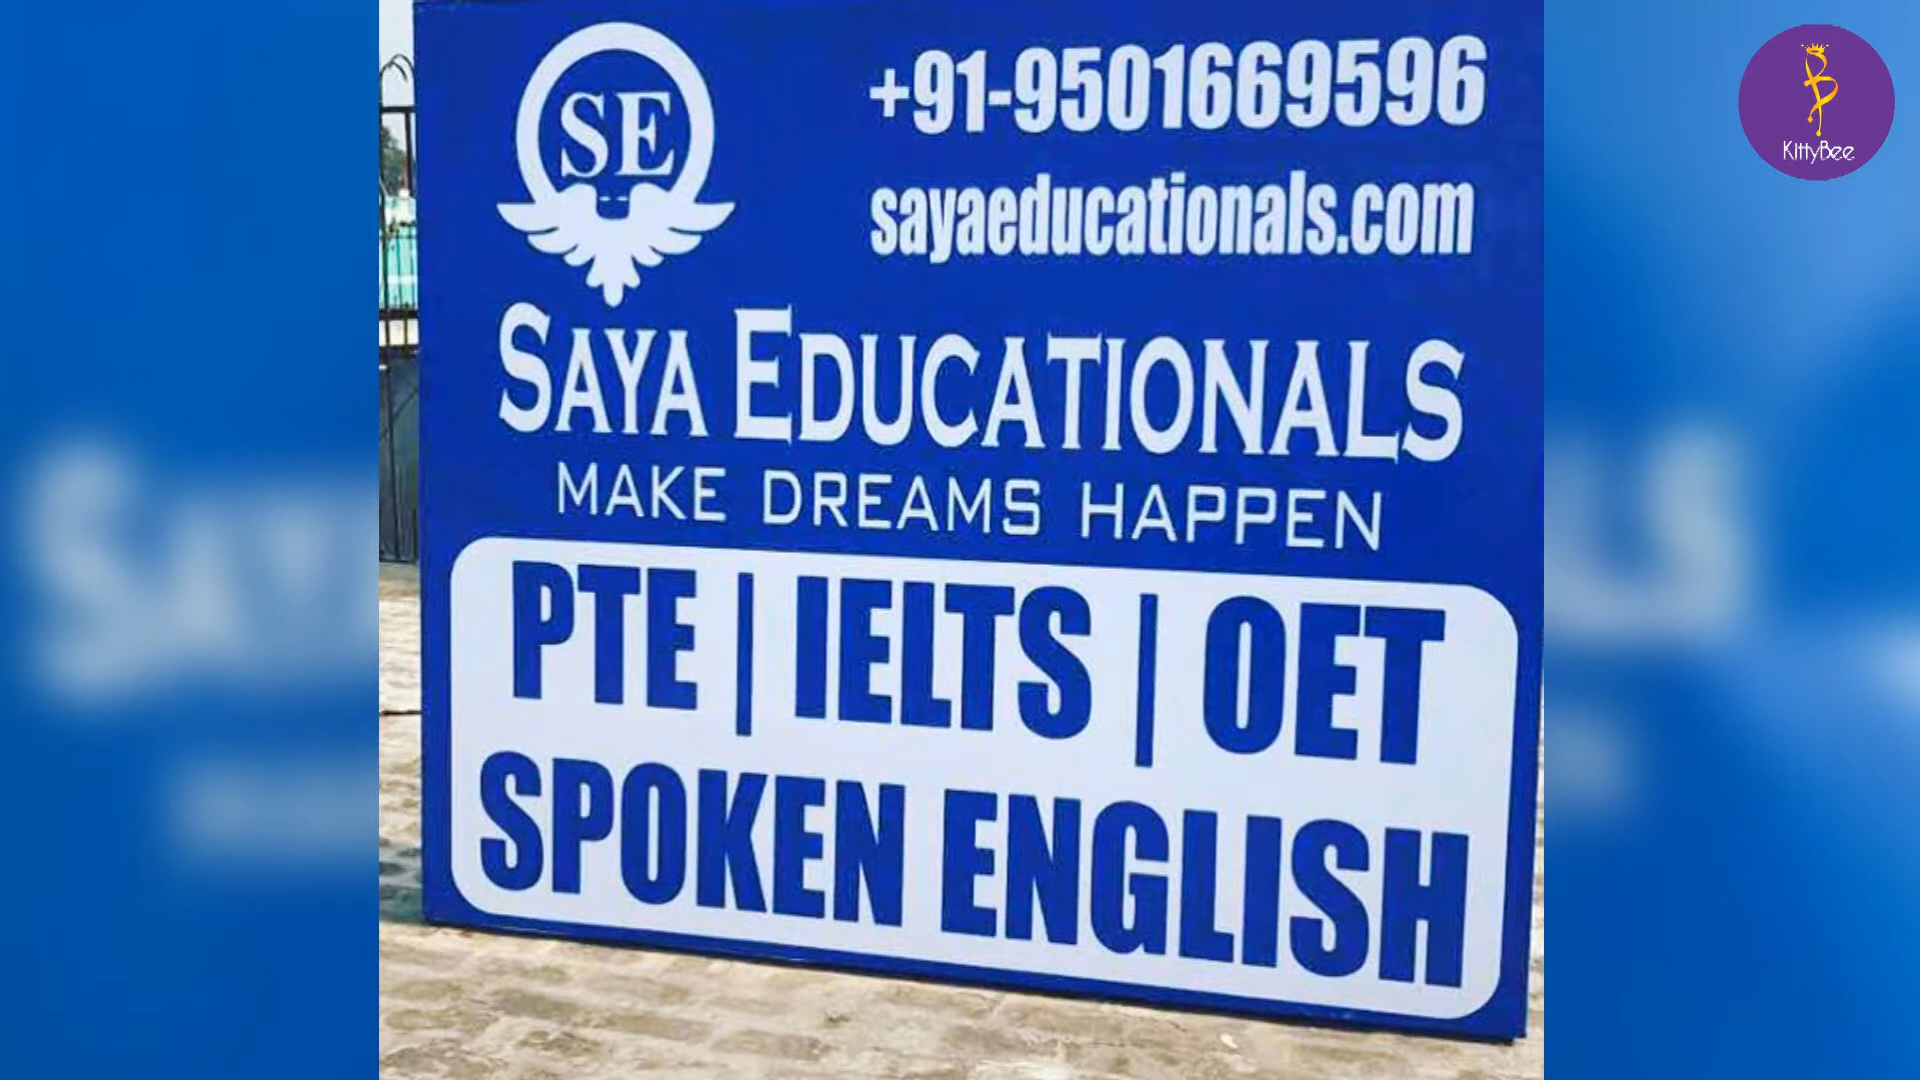 SE
+91-9501669596
sayaeducationals.com
SAYA EDUCATIONALS
MAKE DREAMS HAPPEN
PTE | IELTS | OET
SPOKEN ENGLISH
KittyBee